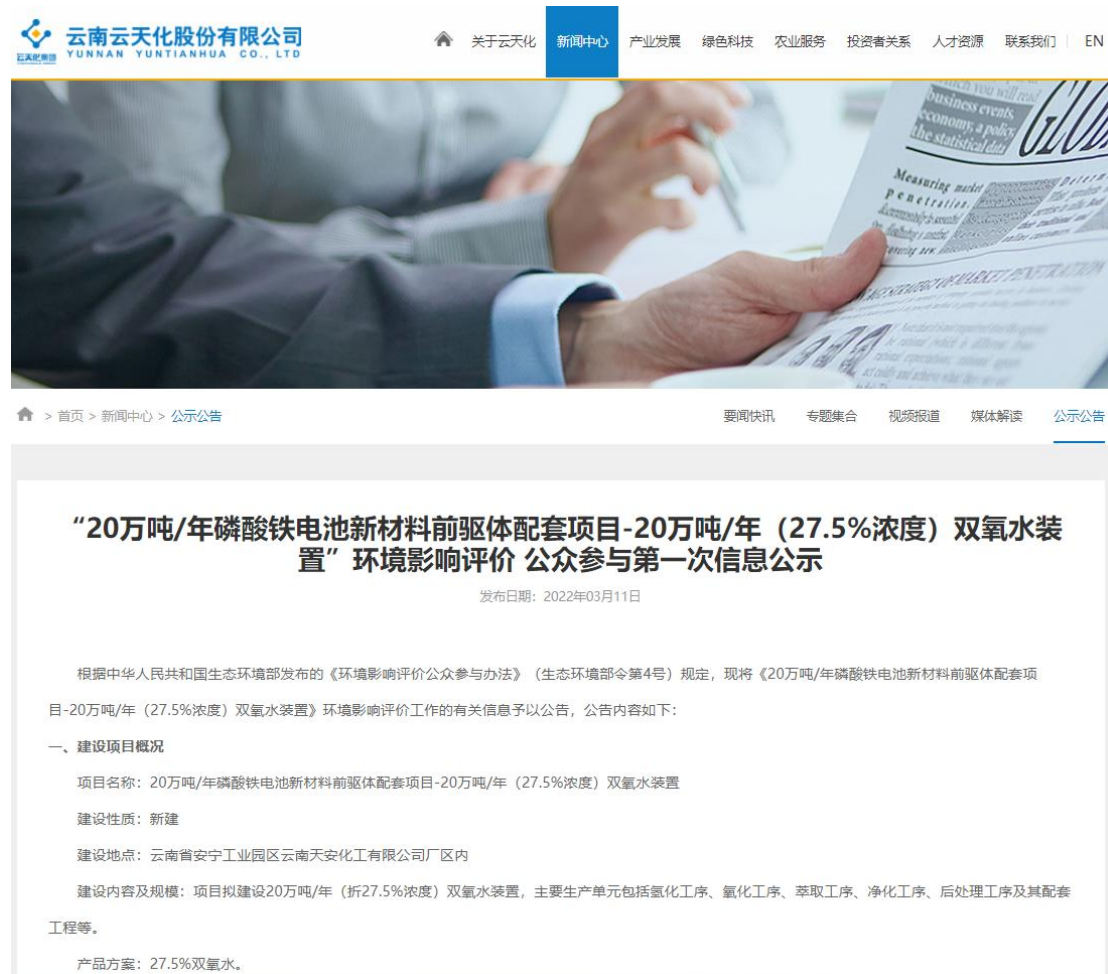 云南云天化股份有限公司
YUNNAN YUNTIANHUA CO., LTD
云天化集团
关于云天化 新闻中心 产业发展 绿色科技 农业服务 投资者关系 人才资源 联系我们 EN
which you will read
business events,
economy, a policy
the statistical data
GLOB
Measuring market
penetration.
> 首页 > 新闻中心 > 公示公告
要闻快讯 专题集合 视频报道 媒体解读 公示公告
“20万吨/年磷酸铁电池新材料前驱体配套项目-20万吨/年（27.5%浓度）双氧水装
置”环境影响评价 公众参与第一次信息公示
发布日期：2022年03月11日
根据中华人民共和国生态环境部发布的《环境影响评价公众参与办法》（生态环境部令第4号）规定，现将《20万吨/年磷酸铁电池新材料前驱体配套项
目-20万吨/年（27.5%浓度）双氧水装置》环境影响评价工作的有关信息予以公告，公告内容如下：
一、建设项目概况
项目名称：20万吨/年磷酸铁电池新材料前驱体配套项目-20万吨/年（27.5%浓度）双氧水装置
建设性质：新建
建设地点：云南省安宁工业园区云南天安化工有限公司厂区内
建设内容及规模：项目拟建设20万吨/年（折27.5%浓度）双氧水装置，主要生产单元包括氢化工序、氧化工序、萃取工序、净化工序、后处理工序及其配套
工程等。
产品方案：27.5%双氧水。